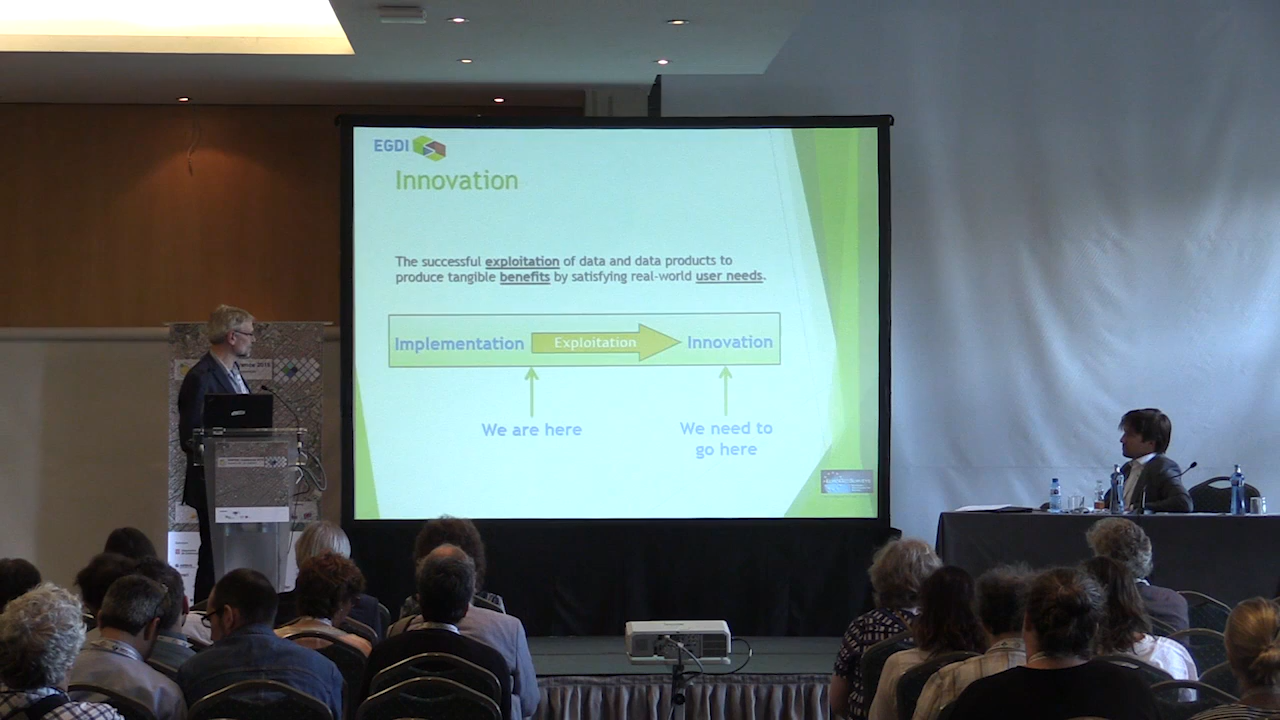 EGDI
Innovation
The successful exploitation of data and data products to
produce tangible benefits by satisfying real-world user needs.
Implementation
Exploitation
Innovation
We are here
We need to
go here